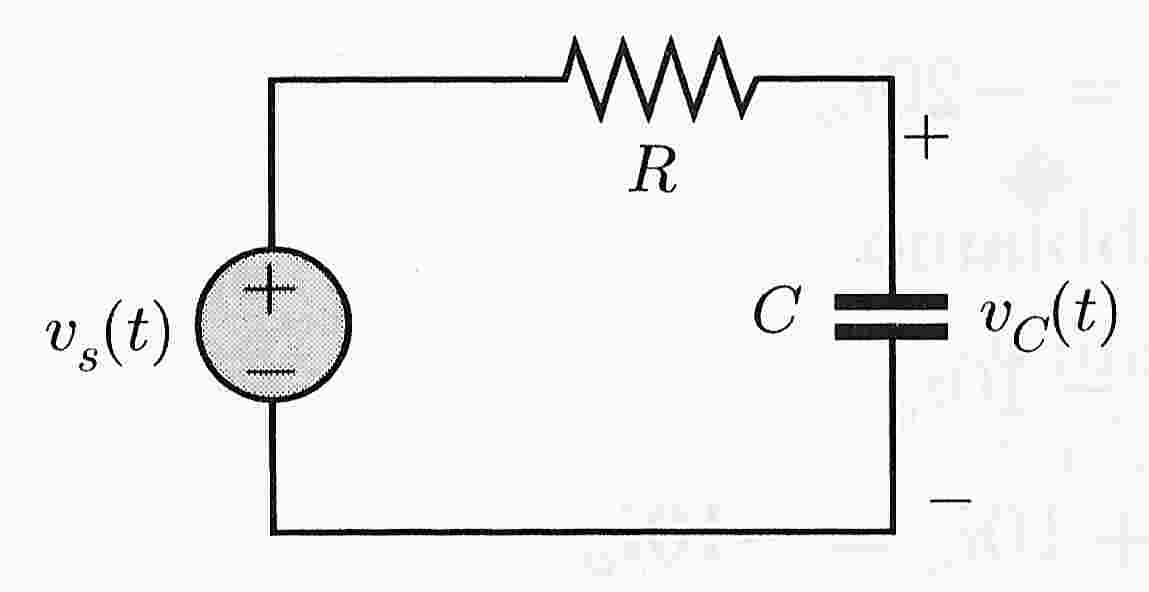 R
+
+
−
v_s(t)
C
v_C(t)
−